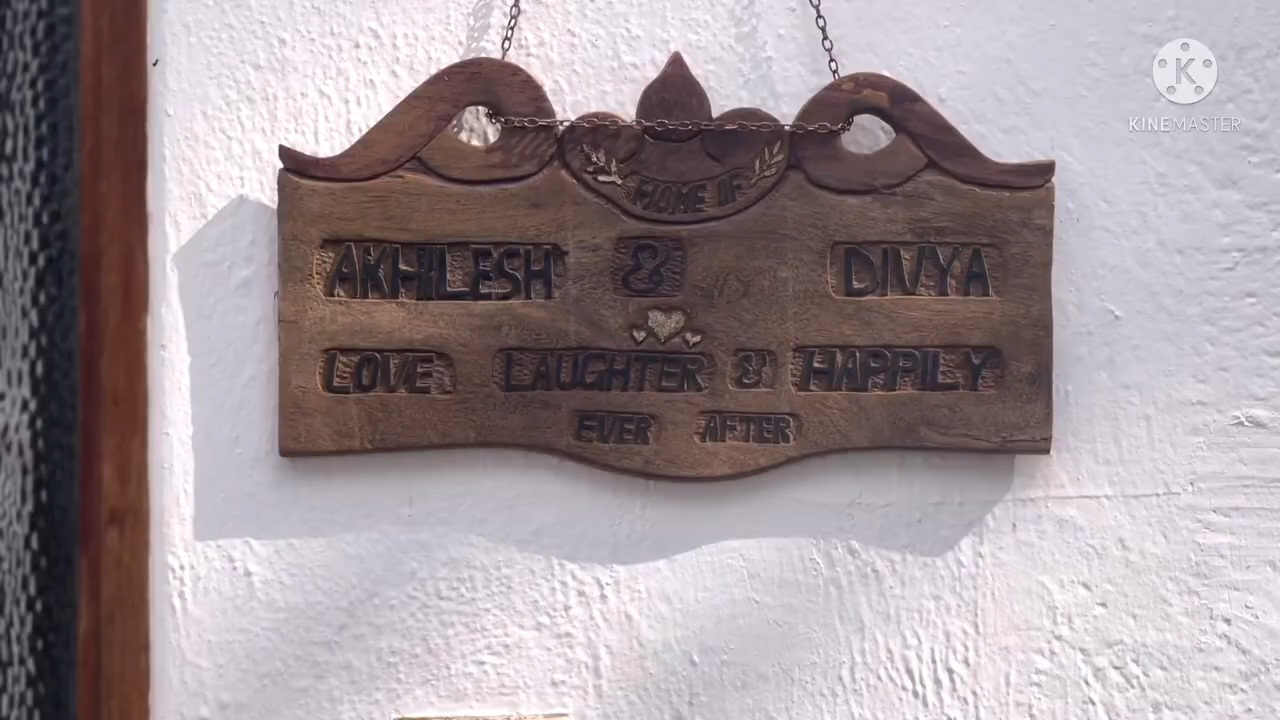 K
KINEMASTER
HOME OF
AKHILESH & DIVYA
LOVE LAUGHTER & HAPPILY
EVER AFTER